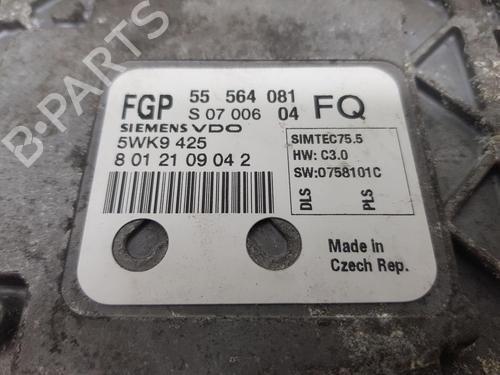 FGP 55 564 081 FQ
S 07 006 04
SIEMENS VDO
5WK9 425
8 01 21 09 04 2
SIMTEC75.5
HW: C3.0
SW:0758101C
DLS
PLS
Made in
Czech Rep.
B-PARTS